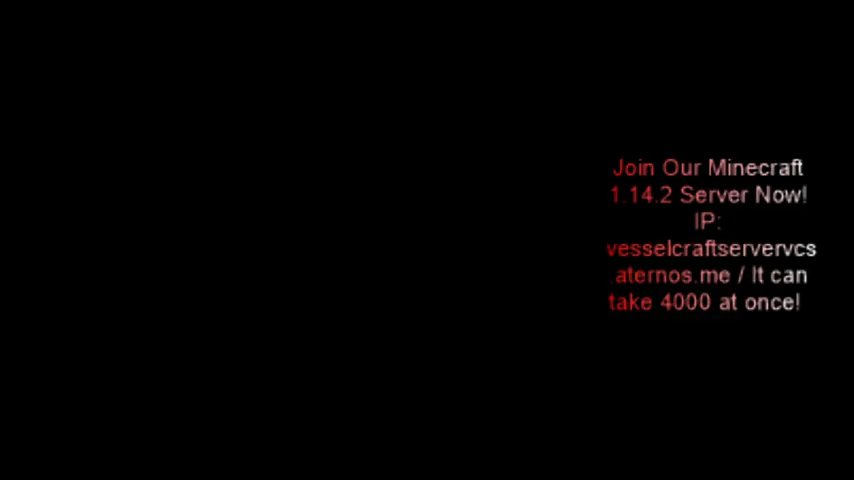 Join Our Minecraft
1.14.2 Server Now!
IP:
vesselcraftservervcs
.aternos.me / It can
take 4000 at once!